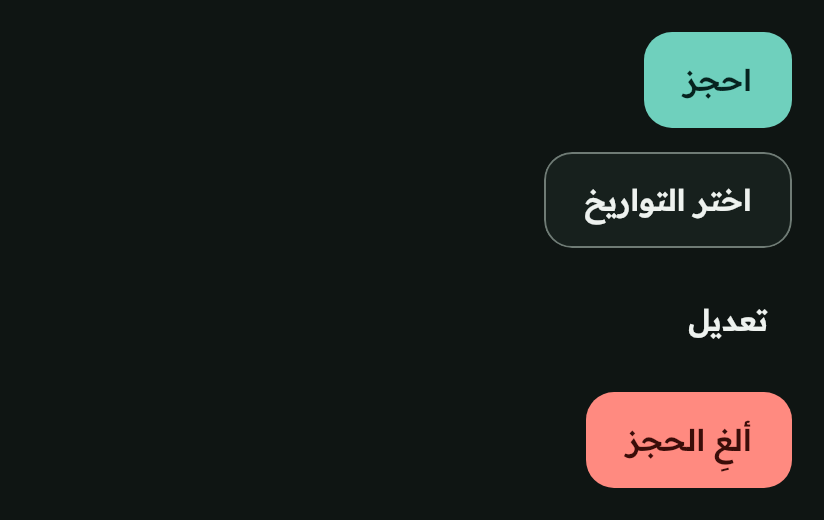 احجز
اختر التواريخ
تعديل
ألغِ الحجز